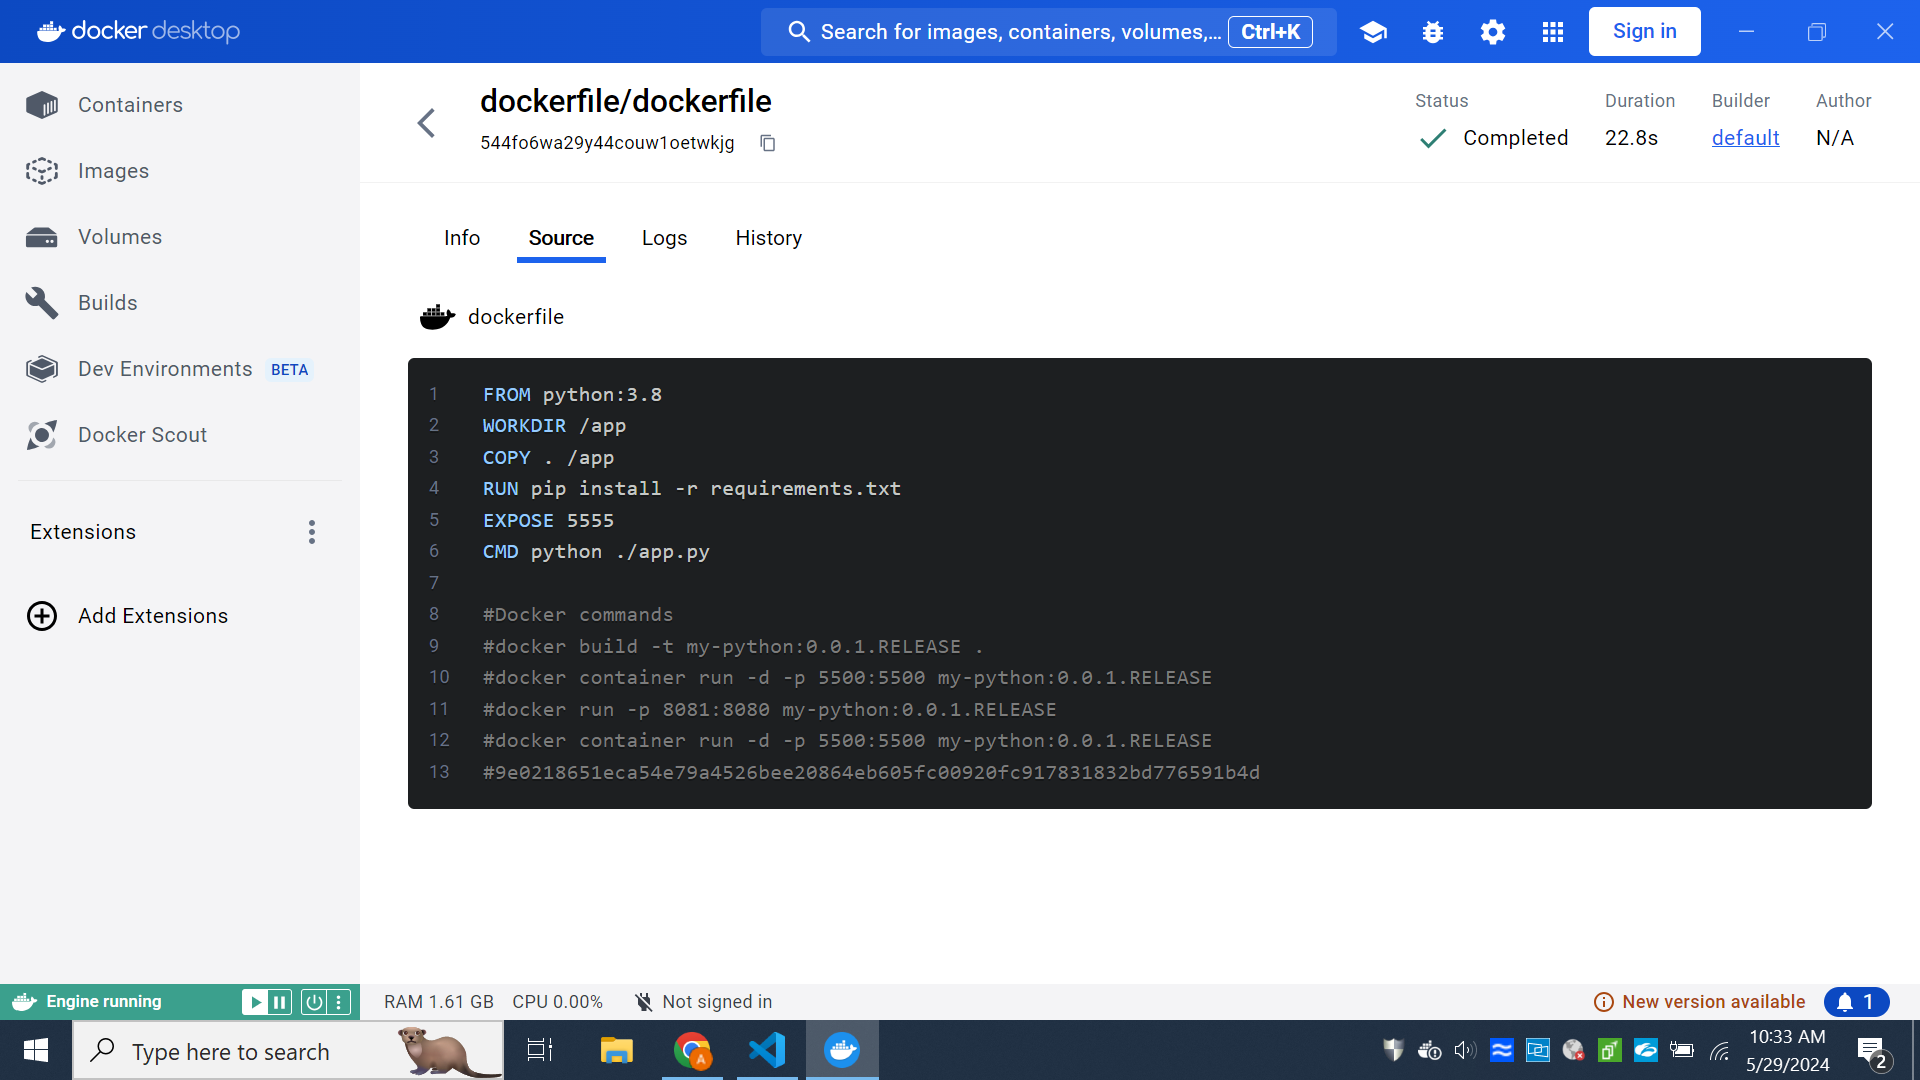 docker desktop
Search for images, containers, volumes,... Ctrl+K
Sign in
Containers
Images
Volumes
Builds
Dev Environments BETA
Docker Scout
Extensions
Add Extensions
dockerfile/dockerfile
544fo6wa29y44couw1oetwkjg
Status
Completed
Duration
22.8s
Builder
default
Author
N/A
Info Source Logs History
dockerfile
1 FROM python:3.8
2 WORKDIR /app
3 COPY . /app
4 RUN pip install -r requirements.txt
5 EXPOSE 5555
6 CMD python ./app.py
7
8 #Docker commands
9 #docker build -t my-python:0.0.1.RELEASE .
10 #docker container run -d -p 5500:5500 my-python:0.0.1.RELEASE
11 #docker run -p 8081:8080 my-python:0.0.1.RELEASE
12 #docker container run -d -p 5500:5500 my-python:0.0.1.RELEASE
13 #9e0218651eca54e79a4526bee20864eb605fc00920fc917831832bd776591b4d
Engine running
RAM 1.61 GB CPU 0.00% Not signed in
New version available 1
Type here to search
A
10:33 AM
5/29/2024
2